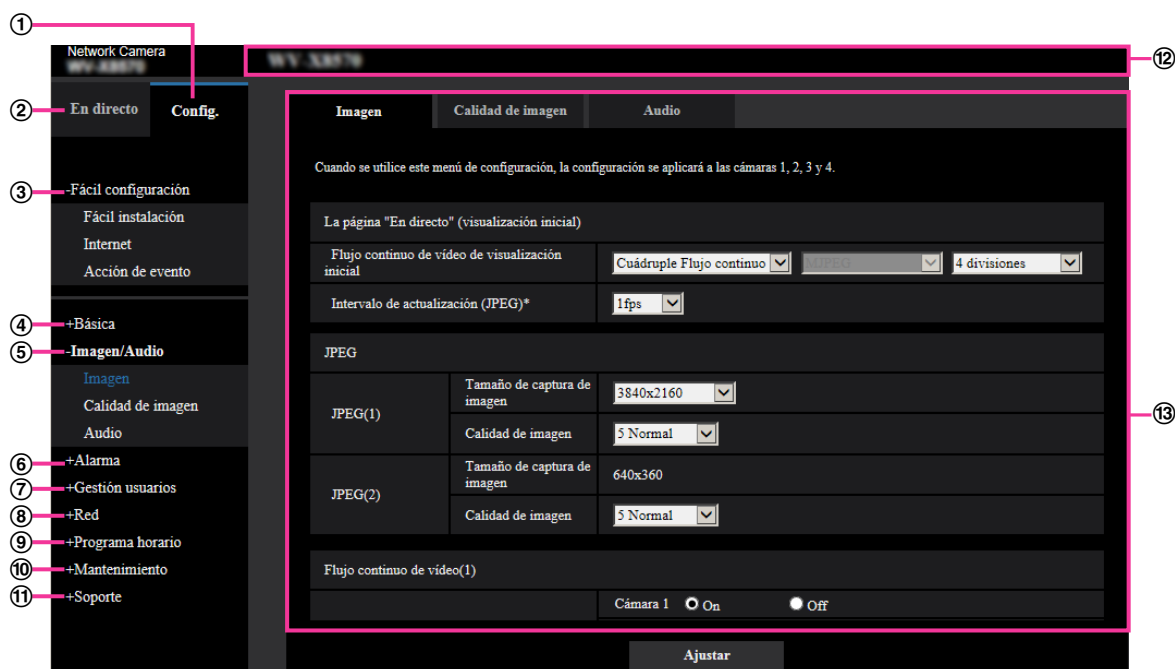 ①
Network Camera
WV-X8570
⑫
② En directo Config.
Imagen Calidad de imagen Audio
Cuando se utilice este menú de configuración, la configuración se aplicará a las cámaras 1, 2, 3 y 4.
③ -Fácil configuración
Fácil instalación
Internet
Acción de evento
④ +Básica
⑤ -Imagen/Audio
Imagen
Calidad de imagen
Audio
⑥ +Alarma
⑦ +Gestión usuarios
⑧ +Red
⑨ +Programa horario
⑩ +Mantenimiento
⑪ +Soporte
La página "En directo" (visualización inicial)
Flujo continuo de vídeo de visualización
inicial
Cuádruple Flujo continuo MJPEG 4 divisiones
Intervalo de actualización (JPEG)* 1fps
JPEG
JPEG(1)
Tamaño de captura de
imagen
3840x2160
⑬
Calidad de imagen 5 Normal
JPEG(2)
Tamaño de captura de
imagen
640x360
Calidad de imagen 5 Normal
Flujo continuo de vídeo(1)
Cámara 1 On Off
Ajustar